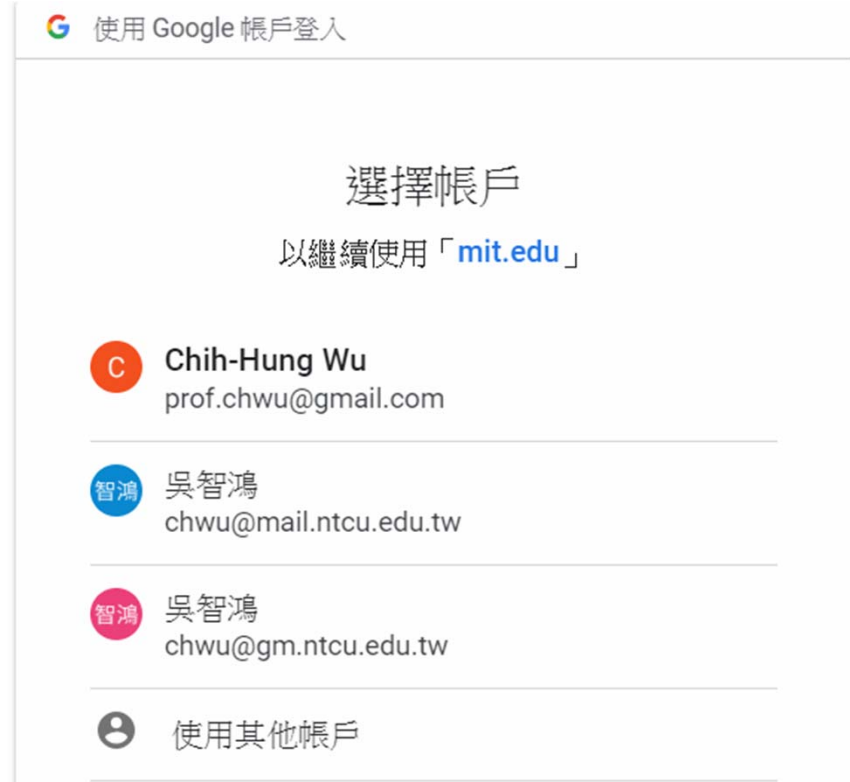 G 使用 Google 帳戶登入
選擇帳戶
以繼續使用「mit.edu」
C Chih-Hung Wu
prof.chwu@gmail.com
智鴻 吳智鴻
chwu@mail.ntcu.edu.tw
智鴻 吳智鴻
chwu@gm.ntcu.edu.tw
使用其他帳戶